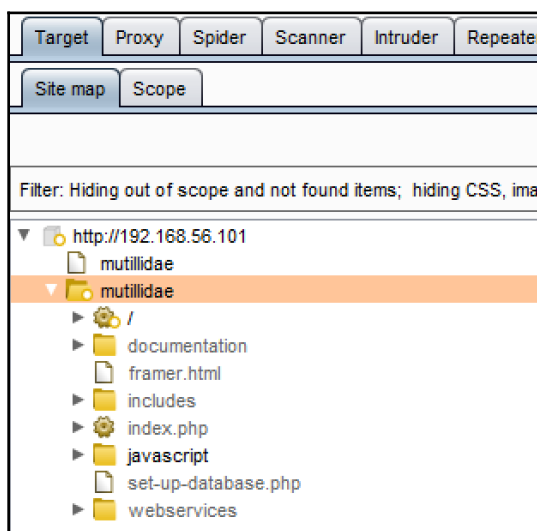 Target Proxy Spider Scanner Intruder
Site map Scope
Filter: Hiding out of scope and not found items; hiding CSS,
http://192.168.56.101
mutillidae
mutillidae
/
documentation
framer.html
includes
index.php
javascript
set-up-database.php
webservices